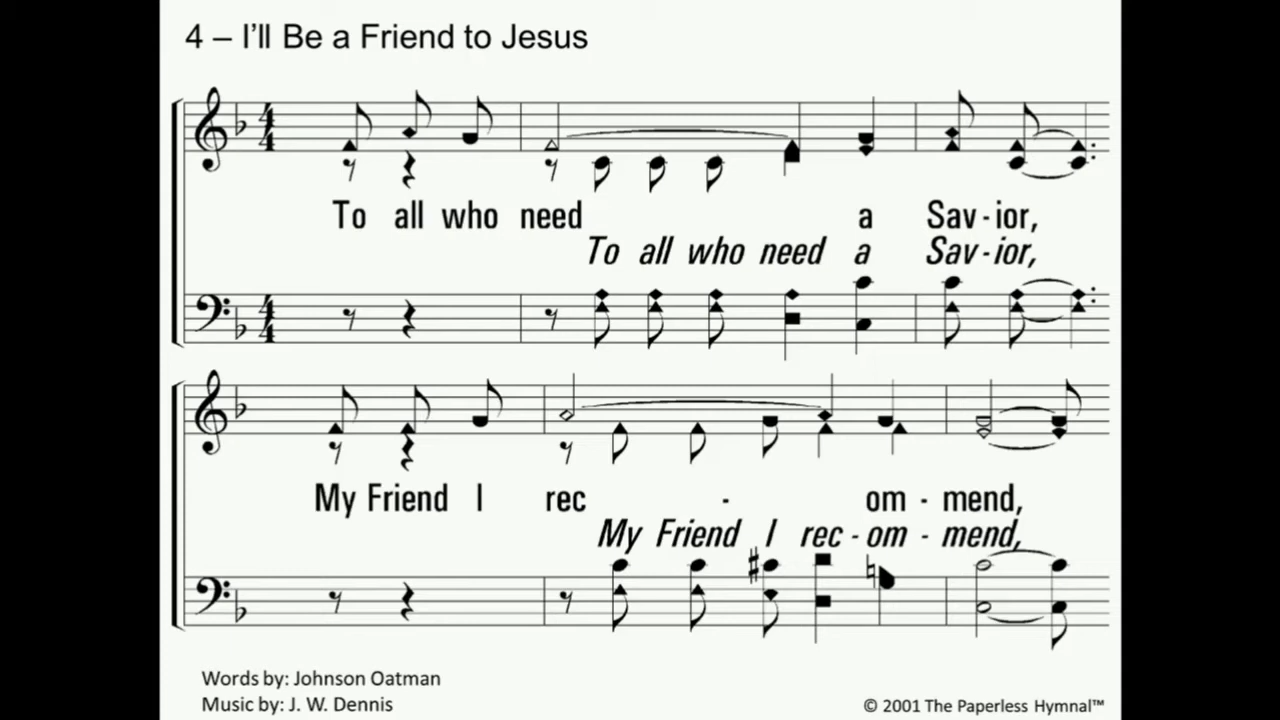 4 – I'll Be a Friend to Jesus
To all who need a Sav-ior,
To all who need a Sav-ior,
My Friend I rec - om - mend,
My Friend I rec - om - mend,
Words by: Johnson Oatman
Music by: J. W. Dennis
© 2001 The Paperless Hymnal™